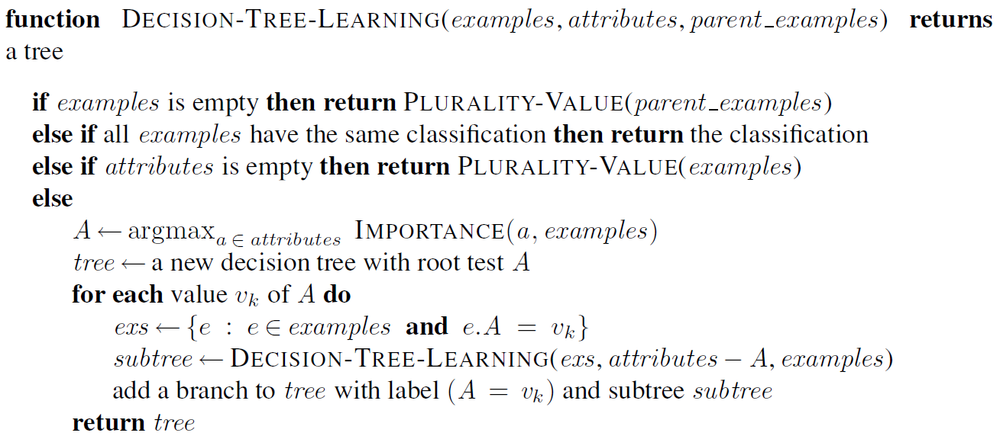 function DECISION-TREE-LEARNING(examples, attributes, parent_examples) returns
a tree
if examples is empty then return PLURALITY-VALUE(parent_examples)
else if all examples have the same classification then return the classification
else if attributes is empty then return PLURALITY-VALUE(examples)
else
A ← argmax_{a ∈ attributes} IMPORTANCE(a, examples)
tree ← a new decision tree with root test A
for each value v_k of A do
exs ← {e : e ∈ examples and e.A = v_k}
subtree ← DECISION-TREE-LEARNING(exs, attributes − A, examples)
add a branch to tree with label (A = v_k) and subtree subtree
return tree